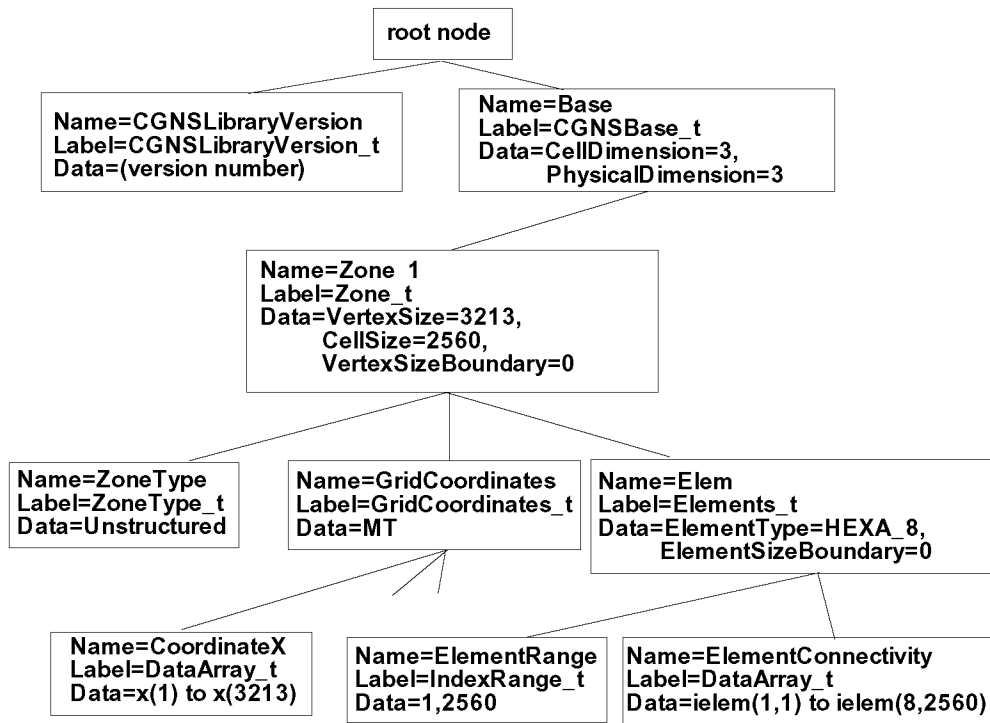 root node
Name=CGNSLibraryVersion
Label=CGNSLibraryVersion_t
Data=(version number)
Name=Base
Label=CGNSBase_t
Data=CellDimension=3,
PhysicalDimension=3
Name=Zone 1
Label=Zone_t
Data=VertexSize=3213,
CellSize=2560,
VertexSizeBoundary=0
Name=ZoneType
Label=ZoneType_t
Data=Unstructured
Name=GridCoordinates
Label=GridCoordinates_t
Data=MT
Name=Elem
Label=Elements_t
Data=ElementType=HEXA_8,
ElementSizeBoundary=0
Name=CoordinateX
Label=DataArray_t
Data=x(1) to x(3213)
Name=ElementRange
Label=IndexRange_t
Data=1,2560
Name=ElementConnectivity
Label=DataArray_t
Data=ielem(1,1) to ielem(8,2560)